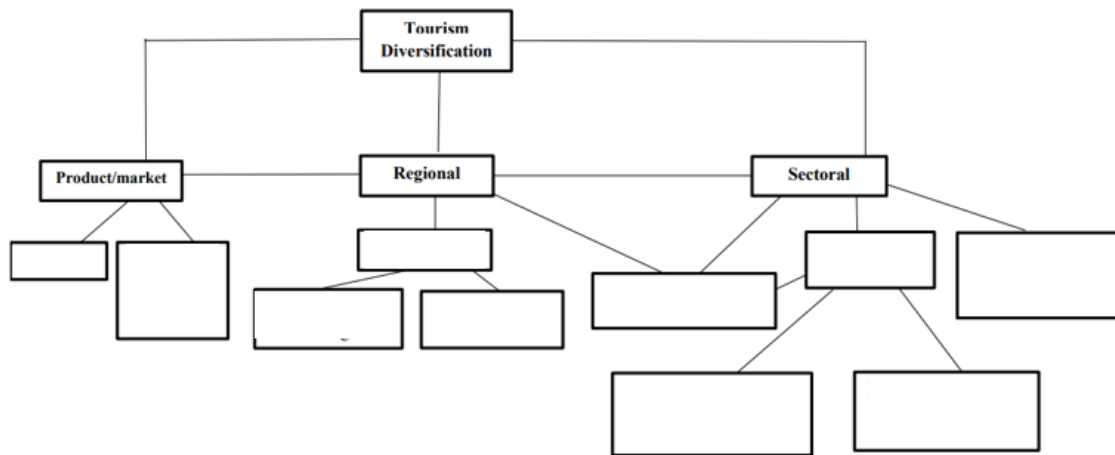 Tourism
Diversification
Product/market
Regional
Sectoral